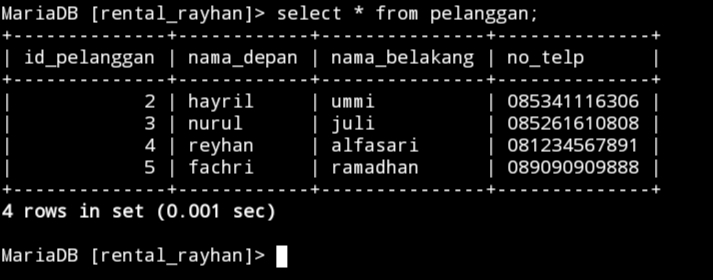 MariaDB [rental_rayhan]> select * from pelanggan;
+--------------+------------+---------------+--------------+
| id_pelanggan | nama_depan | nama_belakang | no_telp      |
+--------------+------------+---------------+--------------+
|            2 | hayril     | ummi          | 085341116306 |
|            3 | nurul      | juli          | 085261610808 |
|            4 | reyhan     | alfasari      | 081234567891 |
|            5 | fachri     | ramadhan      | 089090909888 |
+--------------+------------+---------------+--------------+
4 rows in set (0.001 sec)
MariaDB [rental_rayhan]>